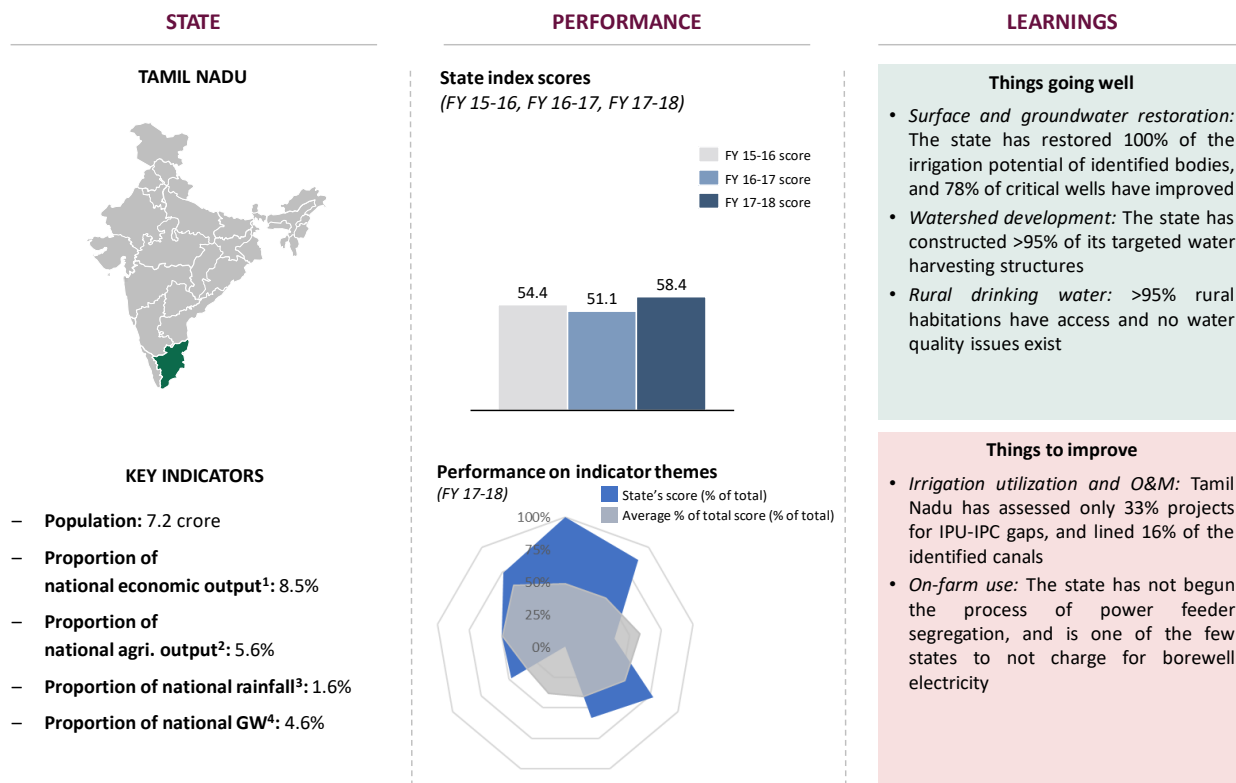 STATE
TAMIL NADU
KEY INDICATORS
– Population: 7.2 crore
– Proportion of
national economic output¹: 8.5%
– Proportion of
national agri. output²: 5.6%
– Proportion of national rainfall³: 1.6%
– Proportion of national GW⁴: 4.6%
PERFORMANCE
State index scores
(FY 15-16, FY 16-17, FY 17-18)
FY 15-16 score
FY 16-17 score
FY 17-18 score
54.4
51.1
58.4
Performance on indicator themes
(FY 17-18)
State's score (% of total)
Average % of total score (% of total)
100%
75%
50%
25%
0%
LEARNINGS
Things going well
• Surface and groundwater restoration:
The state has restored 100% of the
irrigation potential of identified bodies,
and 78% of critical wells have improved
• Watershed development: The state has
constructed >95% of its targeted water
harvesting structures
• Rural drinking water: >95% rural
habitations have access and no water
quality issues exist
Things to improve
• Irrigation utilization and O&M: Tamil
Nadu has assessed only 33% projects
for IPU-IPC gaps, and lined 16% of the
identified canals
• On-farm use: The state has not begun
the process of power feeder
segregation, and is one of the few
states to not charge for borewell
electricity